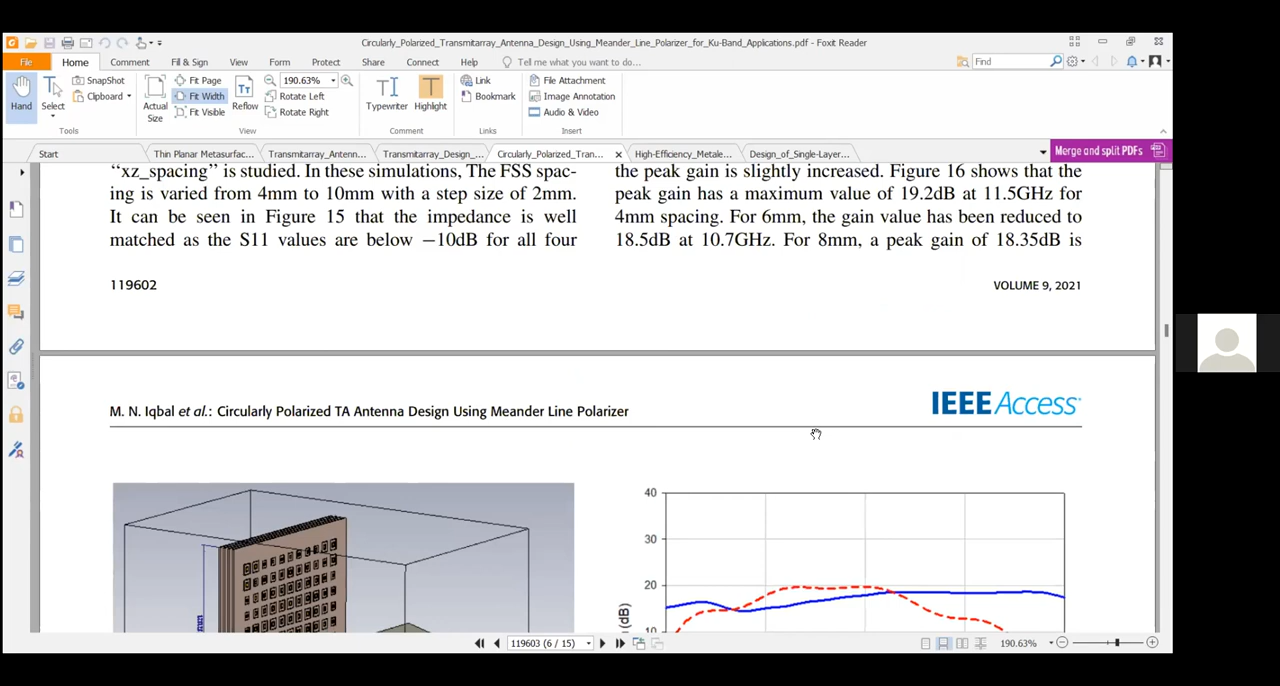 Circularly_Polarized_Transmitarray_Antenna_Design_Using_Meander_Line_Polarizer_for_Ku-Band_Applications.pdf - Foxit Reader
File Home Comment View Form Protect Share Connect Help Tell me what you want to do... Find
Fill & Sign
Hand Select SnapShot Clipboard
Actual Size Fit Page Fit Width Fit Visible Reflow 190.63% Rotate Left Rotate Right
Typewriter Highlight
Link Bookmark
File Attachment Image Annotation Audio & Video
Tools View Comment Links Insert
Start Thin Planar Metasurfac... Transmitarray_Antenn... Transmitarray_Design_... Circularly_Polarized_Tran... High-Efficiency_Metale... Design_of_Single-Layer... Merge and split PDFs
‘‘xz_spacing’’ is studied. In these simulations, The FSS spac-
ing is varied from 4mm to 10mm with a step size of 2mm.
It can be seen in Figure 15 that the impedance is well
matched as the S11 values are below −10dB for all four
the peak gain is slightly increased. Figure 16 shows that the
peak gain has a maximum value of 19.2dB at 11.5GHz for
4mm spacing. For 6mm, the gain value has been reduced to
18.5dB at 10.7GHz. For 8mm, a peak gain of 18.35dB is
119602
VOLUME 9, 2021
M. N. Iqbal et al.: Circularly Polarized TA Antenna Design Using Meander Line Polarizer
IEEE Access
40
30
20
10
(dB)
119603 (6 / 15)
190.63%